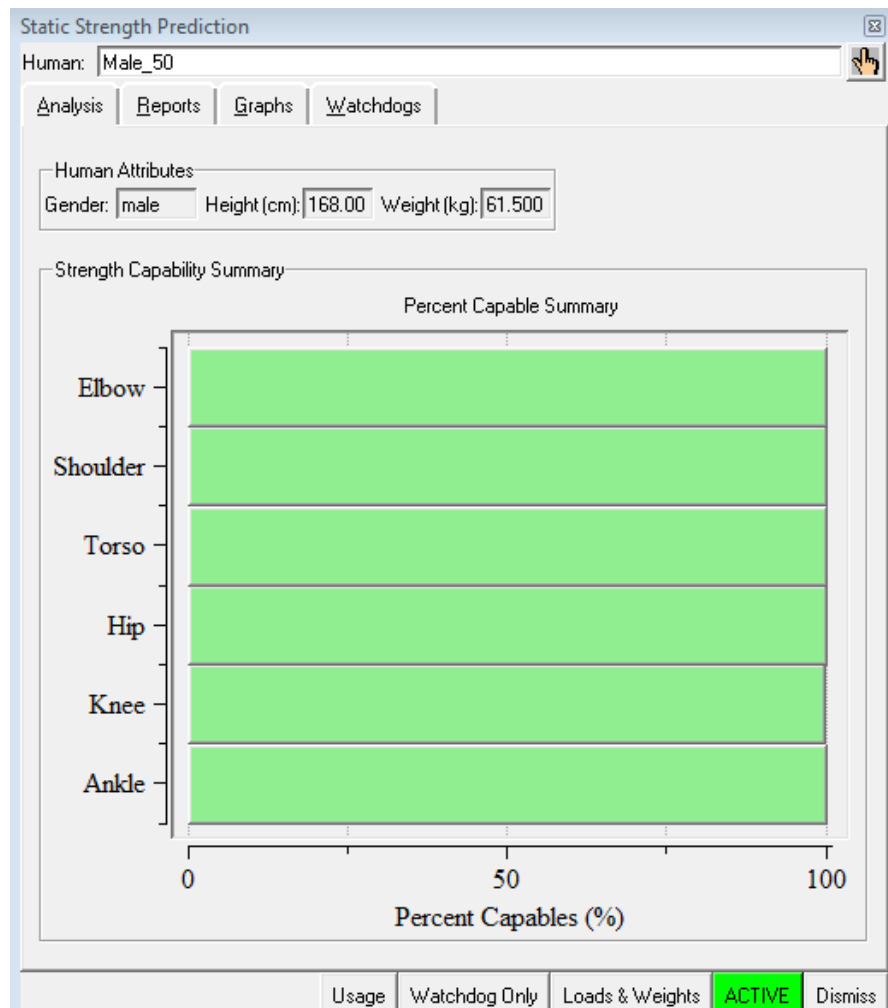 Static Strength Prediction
Human: Male_50
Analysis Reports Graphs Watchdogs
Human Attributes
Gender: male Height (cm): 168.00 Weight (kg): 61.500
Strength Capability Summary
Percent Capable Summary
Elbow
Shoulder
Torso
Hip
Knee
Ankle
0 50 100
Percent Capables (%)
Usage Watchdog Only Loads & Weights ACTIVE Dismiss